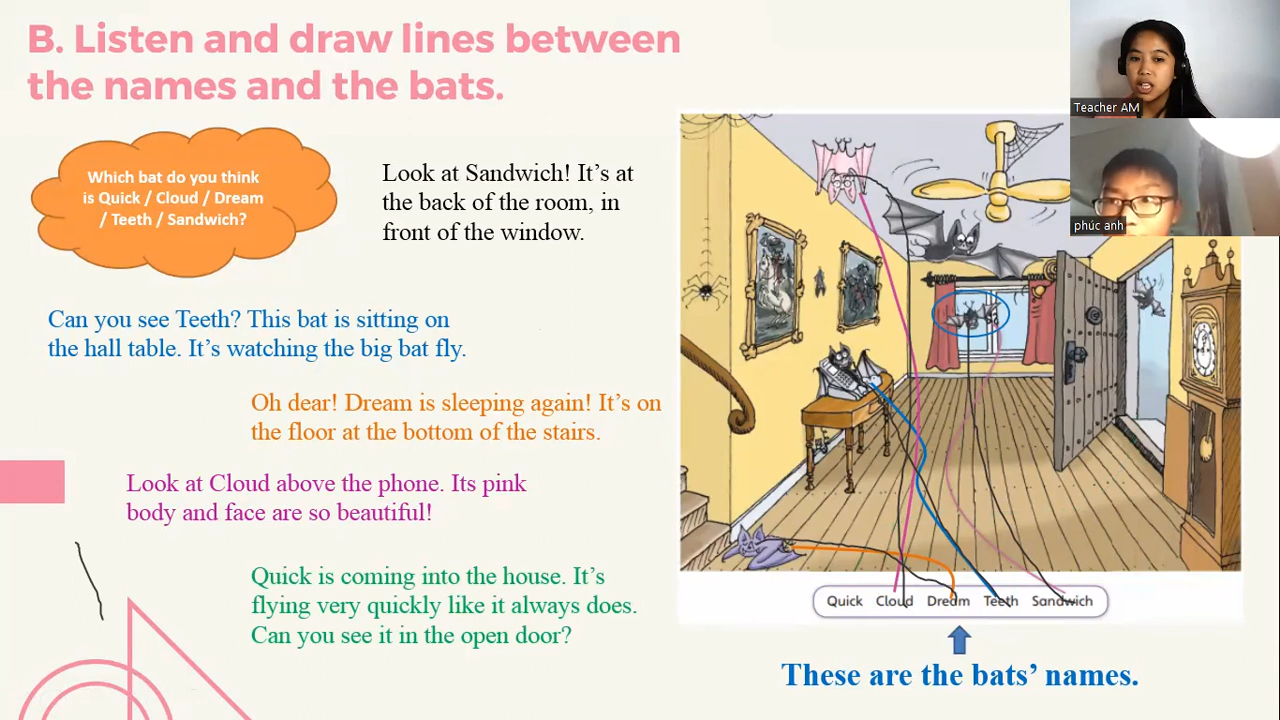 B. Listen and draw lines between
the names and the bats.
Which bat do you think
is Quick / Cloud / Dream
/ Teeth / Sandwich?
Look at Sandwich! It’s at
the back of the room, in
front of the window.
Can you see Teeth? This bat is sitting on
the hall table. It’s watching the big bat fly.
Oh dear! Dream is sleeping again! It’s on
the floor at the bottom of the stairs.
Look at Cloud above the phone. Its pink
body and face are so beautiful!
Quick is coming into the house. It’s
flying very quickly like it always does.
Can you see it in the open door?
Quick Cloud Dream Teeth Sandwich
These are the bats’ names.
Teacher AM
phúc anh